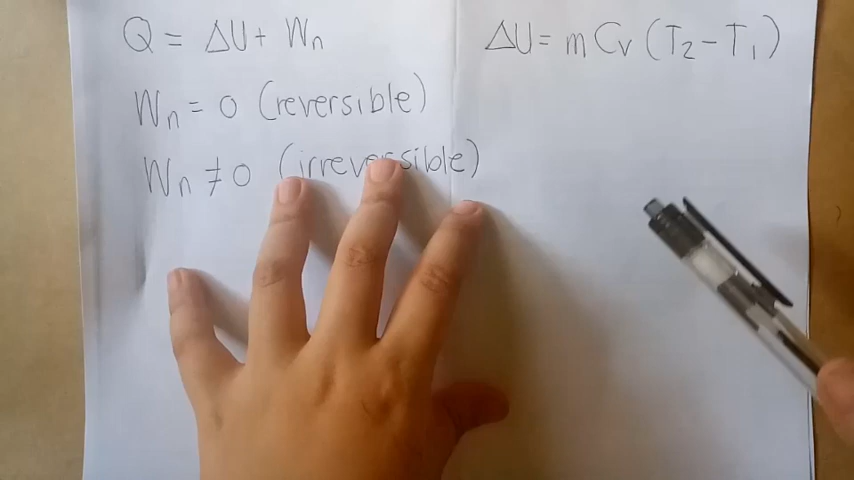 Q = ΔU + Wn
ΔU = m Cv (T2 - T1)
Wn = 0 (reversible)
Wn ≠ 0 (irreversible)